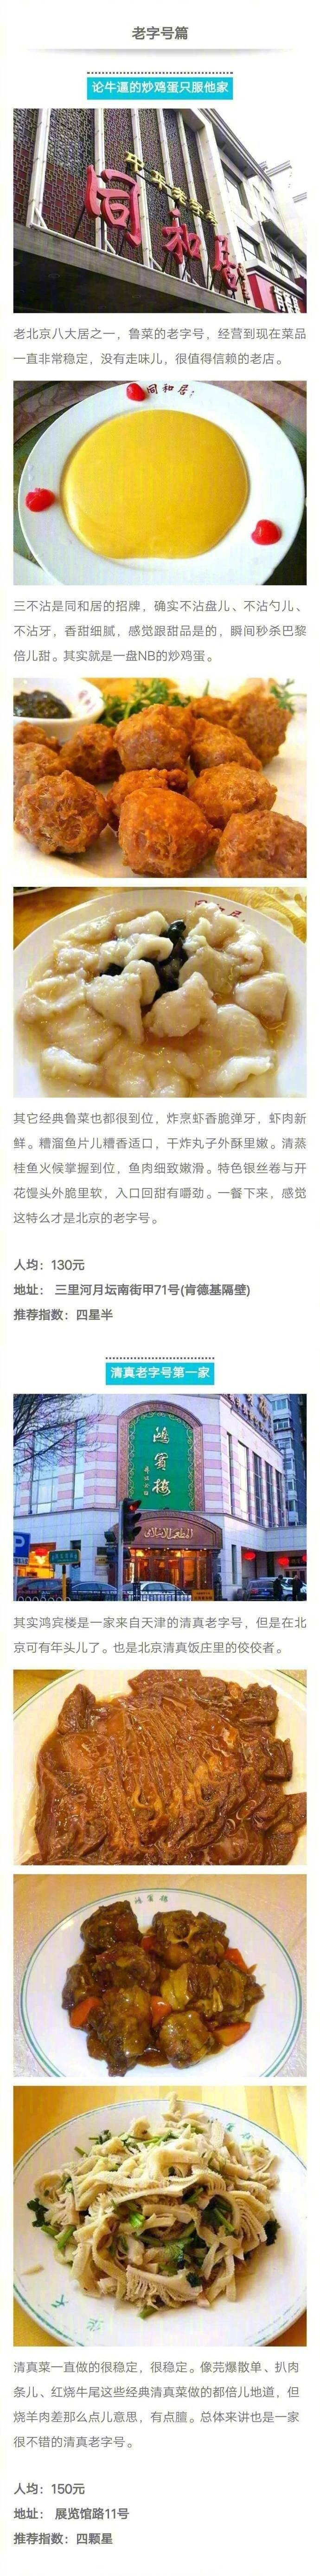 老字号篇
论牛逼的炒鸡蛋只服他家
同和居
老北京八大居之一，鲁菜的老字号，经营到现在菜品
一直非常稳定，没有走味儿，很值得信赖的老店。
同和居
三不沾是同和居的招牌，确实不沾盘儿、不沾勺儿、
不沾牙，香甜细腻，感觉跟甜品是的，瞬间秒杀巴黎
倍儿甜。其实就是一盘NB的炒鸡蛋。
其它经典鲁菜也都很到位，炸烹虾香脆弹牙，虾肉新
鲜。糟溜鱼片儿糟香适口，干炸丸子外酥里嫩。清蒸
桂鱼火候掌握到位，鱼肉细致嫩滑。特色银丝卷与开
花馒头外脆里软，入口回甜有嚼劲。一餐下来，感觉
这特么才是北京的老字号。
人均：130元
地址： 三里河月坛南街甲71号(肯德基隔壁)
推荐指数：四星半
清真老字号第一家
鸿宾楼
P
其实鸿宾楼是一家来自天津的清真老字号，但是在北
京可有年头儿了。也是北京清真饭庄里的佼佼者。
鸿宾楼
清真菜一直做的很稳定，很稳定。像芫爆散单、扒肉
条儿、红烧牛尾这些经典清真菜做的都倍儿地道，但
烧羊肉差那么点儿意思，有点膻。总体来讲也是一家
很不错的清真老字号。
人均：150元
地址： 展览馆路11号
推荐指数：四颗星